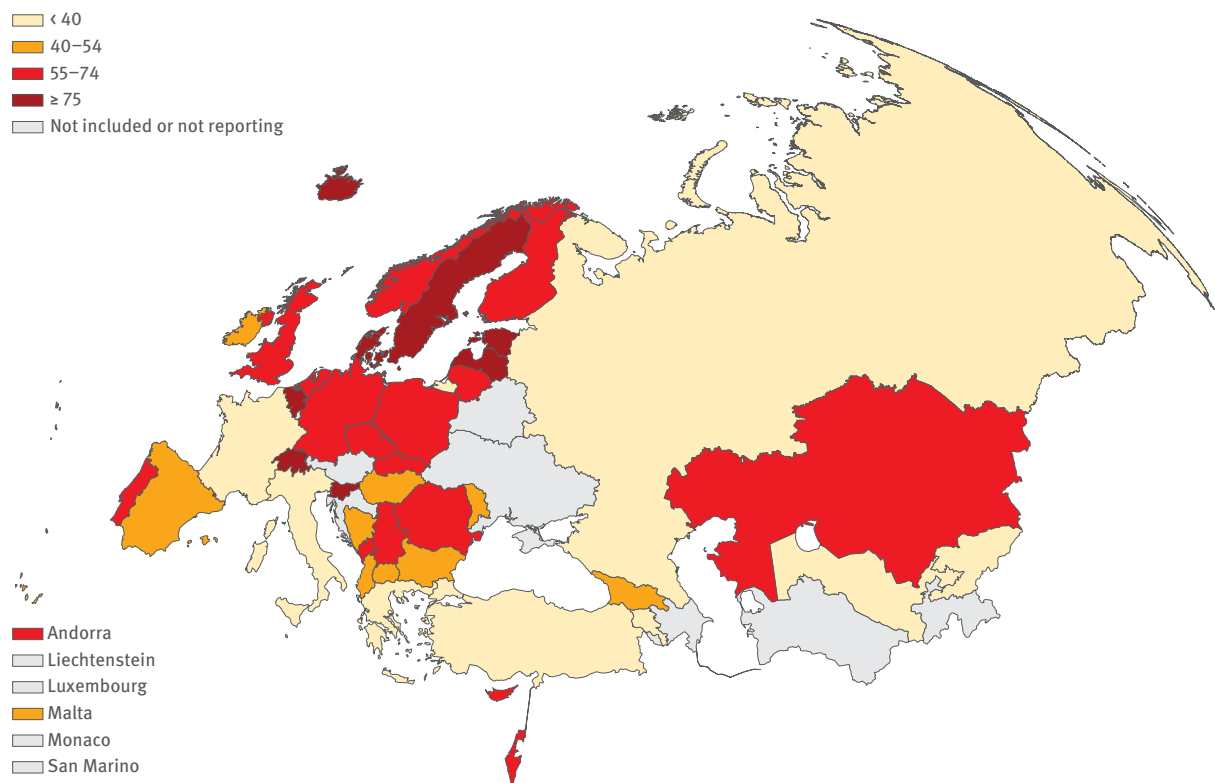 < 40
40–54
55–74
≥ 75
Not included or not reporting
Andorra
Liechtenstein
Luxembourg
Malta
Monaco
San Marino